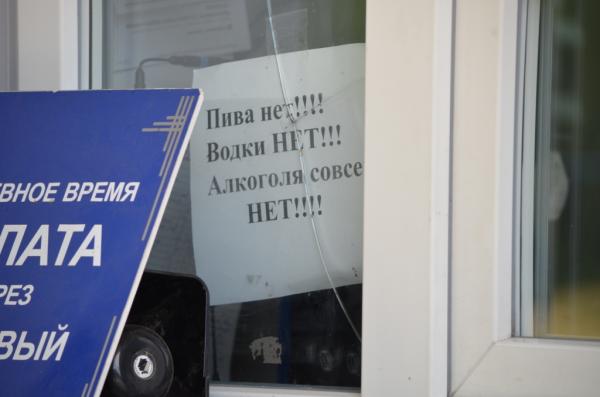 Пива нет!!!!
Водки НЕТ!!!
Алкоголя совсе
НЕТ!!!!
ВНОЕ ВРЕМЯ
ЛАТА
РЕЗ
ВЫЙ